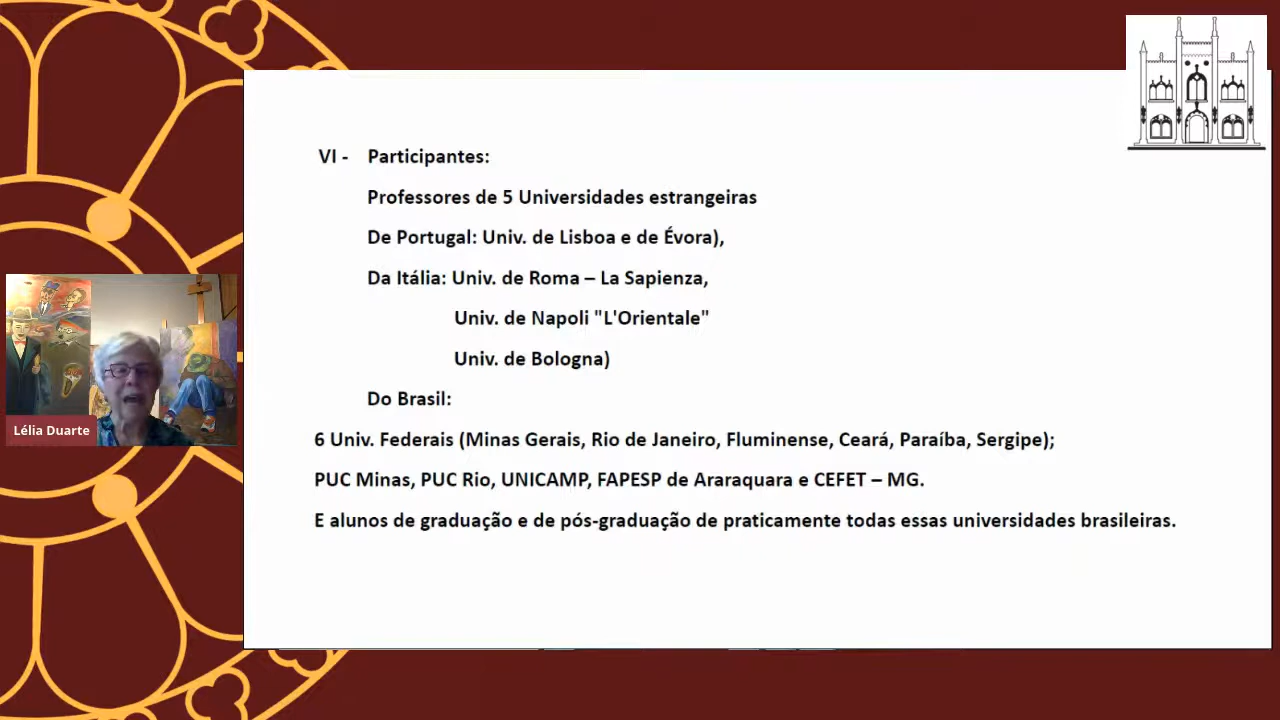 VI - Participantes:
Professores de 5 Universidades estrangeiras
De Portugal: Univ. de Lisboa e de Évora),
Da Itália: Univ. de Roma – La Sapienza,
Univ. de Napoli "L'Orientale"
Univ. de Bologna)
Do Brasil:
6 Univ. Federais (Minas Gerais, Rio de Janeiro, Fluminense, Ceará, Paraíba, Sergipe);
PUC Minas, PUC Rio, UNICAMP, FAPESP de Araraquara e CEFET – MG.
E alunos de graduação e de pós-graduação de praticamente todas essas universidades brasileiras.
Lélia Duarte